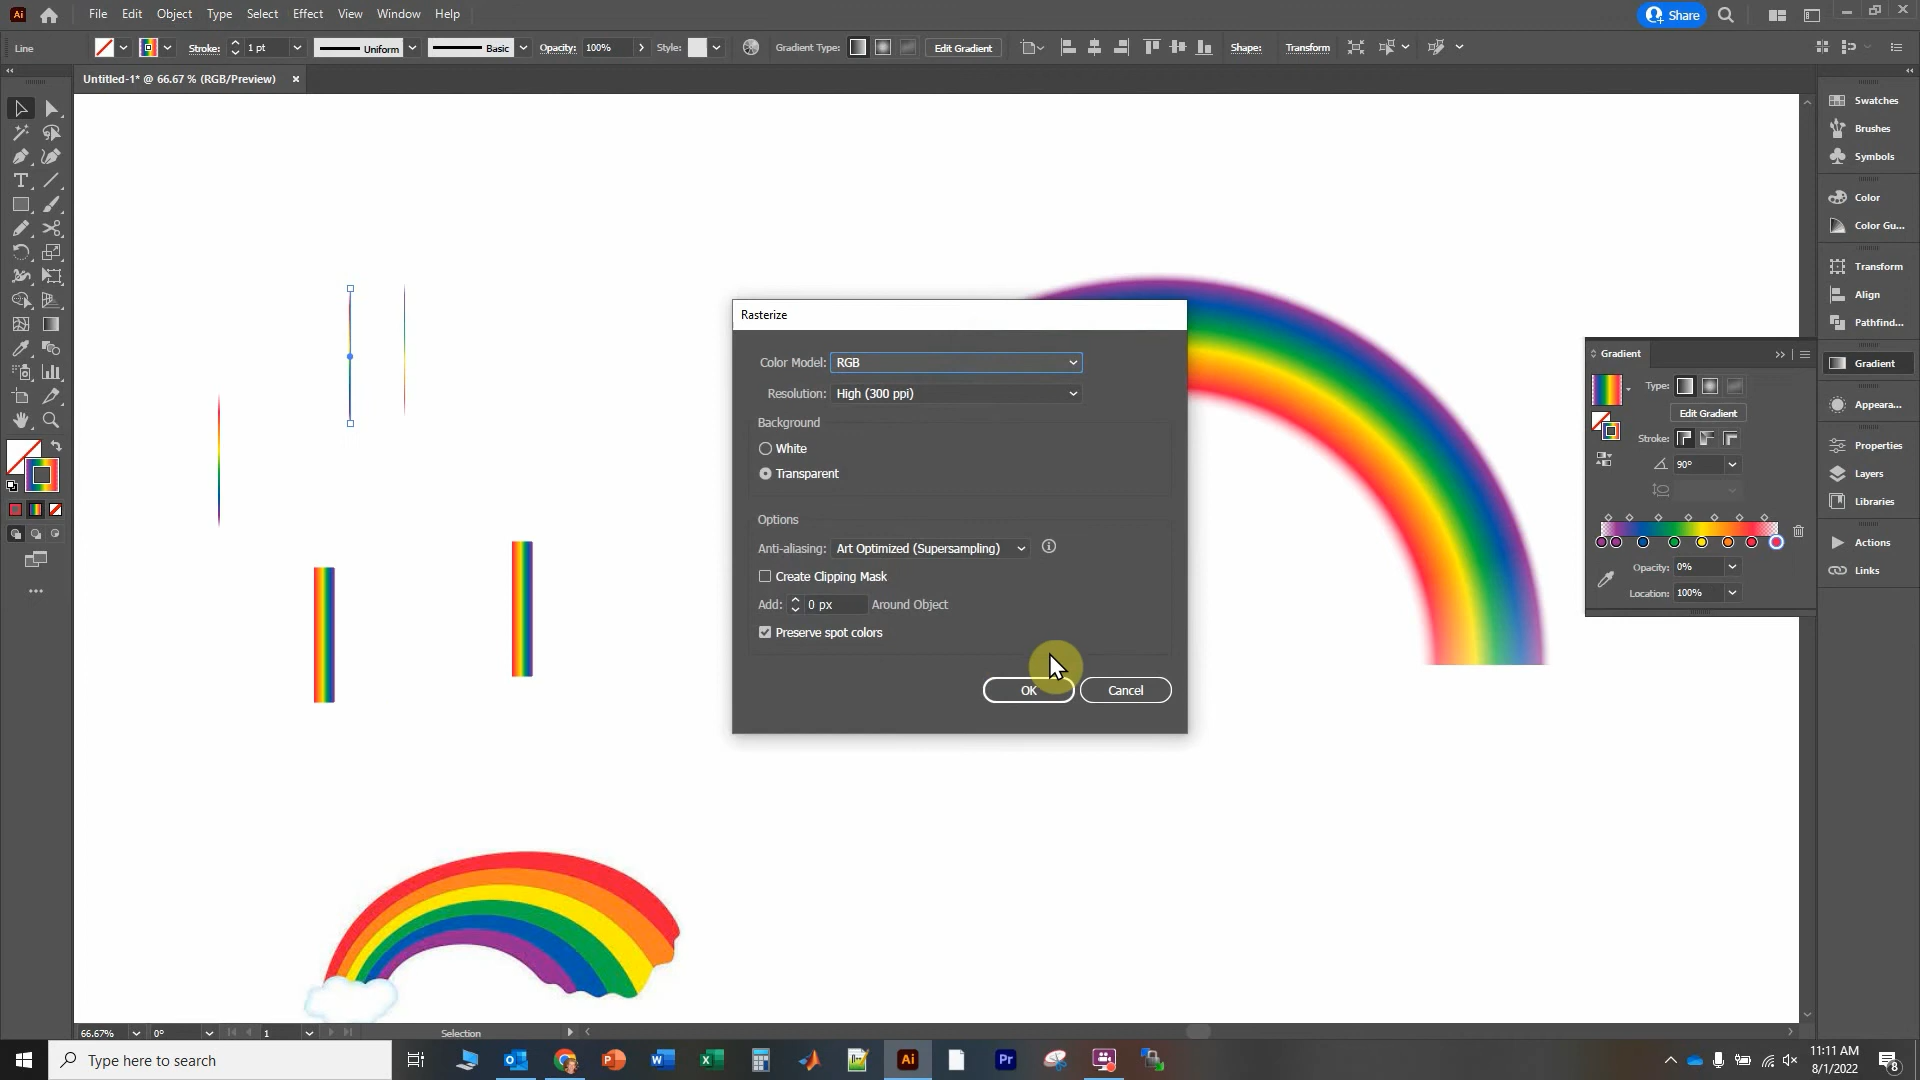 Ai File Edit Object Type Select Effect View Window Help Share
Line Stroke: 1 pt Uniform Basic Opacity: 100% Style: Gradient Type: Edit Gradient Shape: Transform
Untitled-1* @ 66.67 % (RGB/Preview) ×
Swatches
Brushes
Symbols
Color
Color Gu...
Transform
Align
Pathfind...
Gradient
Appeara...
Properties
Layers
Libraries
Actions
Links
Rasterize
Color Model: RGB
Resolution: High (300 ppi)
Background
White
Transparent
Options
Anti-aliasing: Art Optimized (Supersampling)
Create Clipping Mask
Add: 0 px Around Object
Preserve spot colors
OK Cancel
Gradient
Type:
Edit Gradient
Stroke:
90°
Opacity: 0%
Location: 100%
66.67% 0° 1 Selection
Type here to search
Ai Pr
11:11 AM
8/1/2022
8